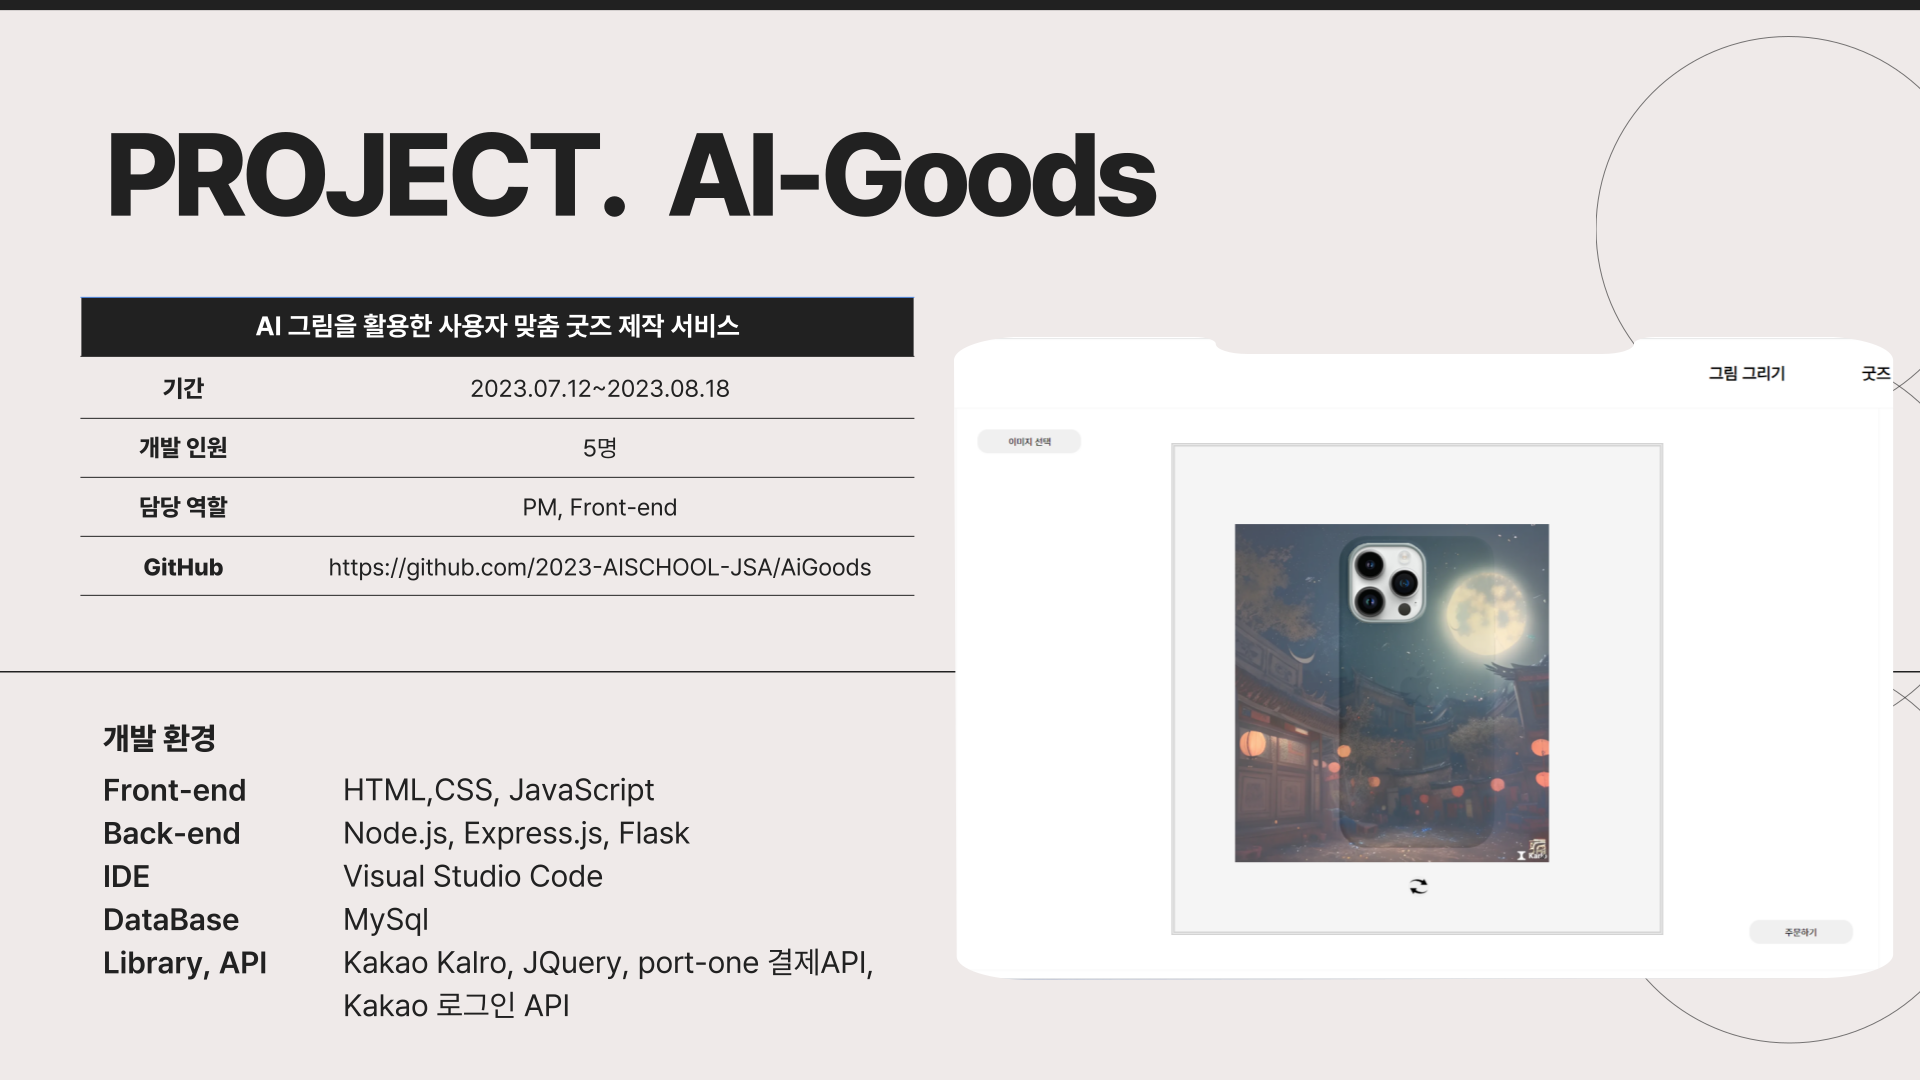 PROJECT. AI-Goods
AI 그림을 활용한 사용자 맞춤 굿즈 제작 서비스
기간 2023.07.12~2023.08.18
개발 인원 5명
담당 역할 PM, Front-end
GitHub https://github.com/2023-AISCHOOL-JSA/AiGoods
그림 그리기 굿즈
이미지 선택
주문하기
개발 환경
Front-end HTML,CSS, JavaScript
Back-end Node.js, Express.js, Flask
IDE Visual Studio Code
DataBase MySql
Library, API Kakao Kalro, JQuery, port-one 결제API,
Kakao 로그인 API